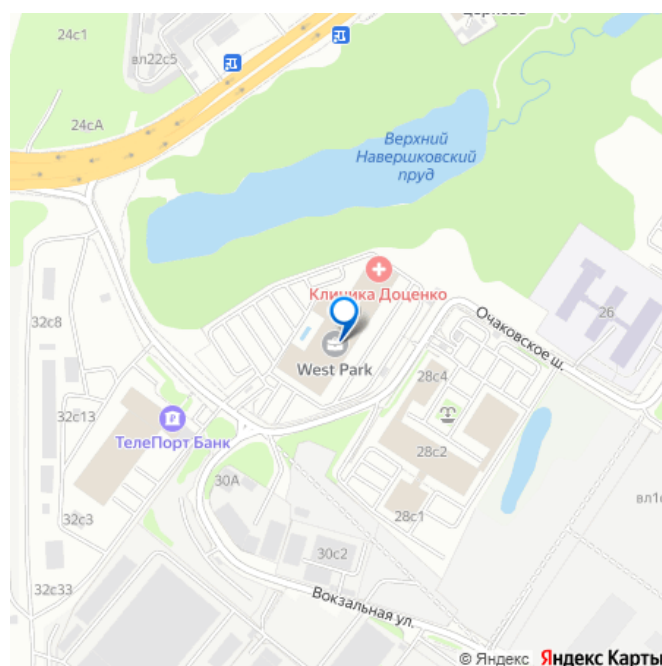 24с1
вл22с5
24сА
Верхний
Навершковский
пруд
Клиника Доценко
26
Очаковское ш.
32с8
West Park
28с4
32с13
ТелеПорт Банк
28с2
30А
32с3
28с1
30с2
32с33
Вокзальная ул.
© Яндекс Яндекс Карты